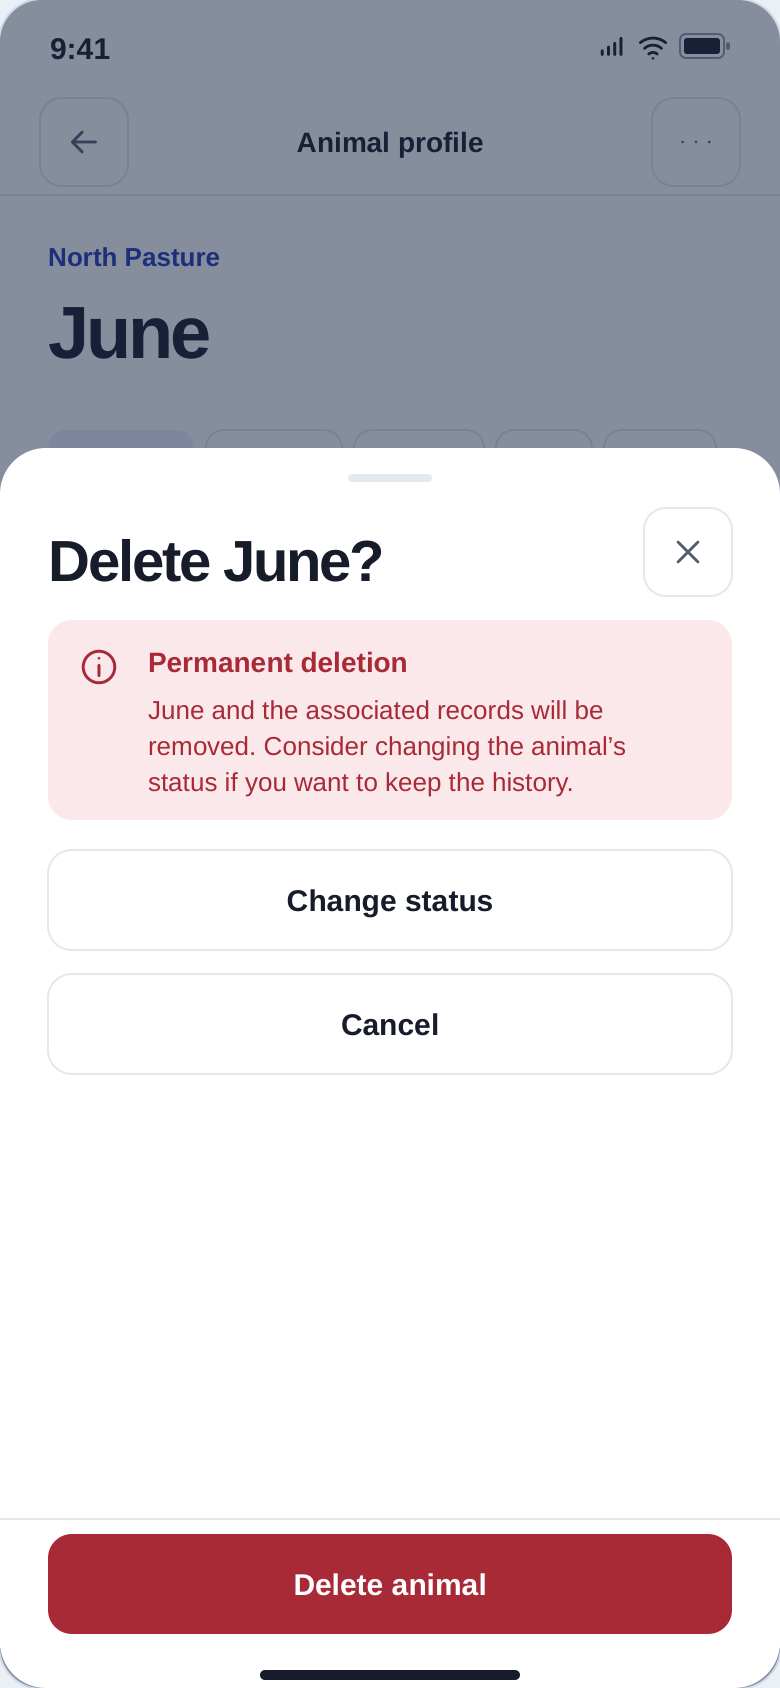 9:41
Animal profile
North Pasture
June
Delete June?
Permanent deletion
June and the associated records will be
removed. Consider changing the animal’s
status if you want to keep the history.
Change status
Cancel
Delete animal